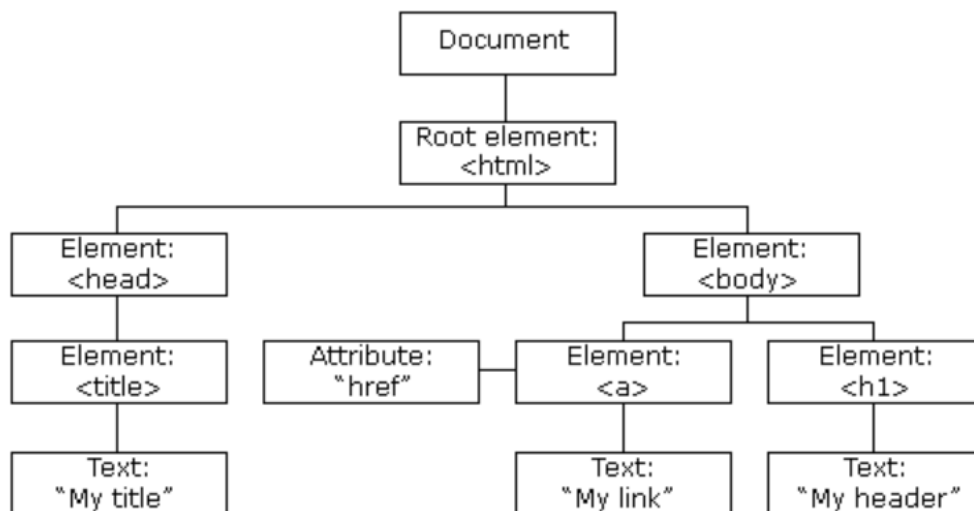 Document
Root element:
<html>
Element:
<head>
Element:
<body>
Element:
<title>
Attribute:
“href”
Element:
<a>
Element:
<h1>
Text:
“My title”
Text:
“My link”
Text:
“My header”